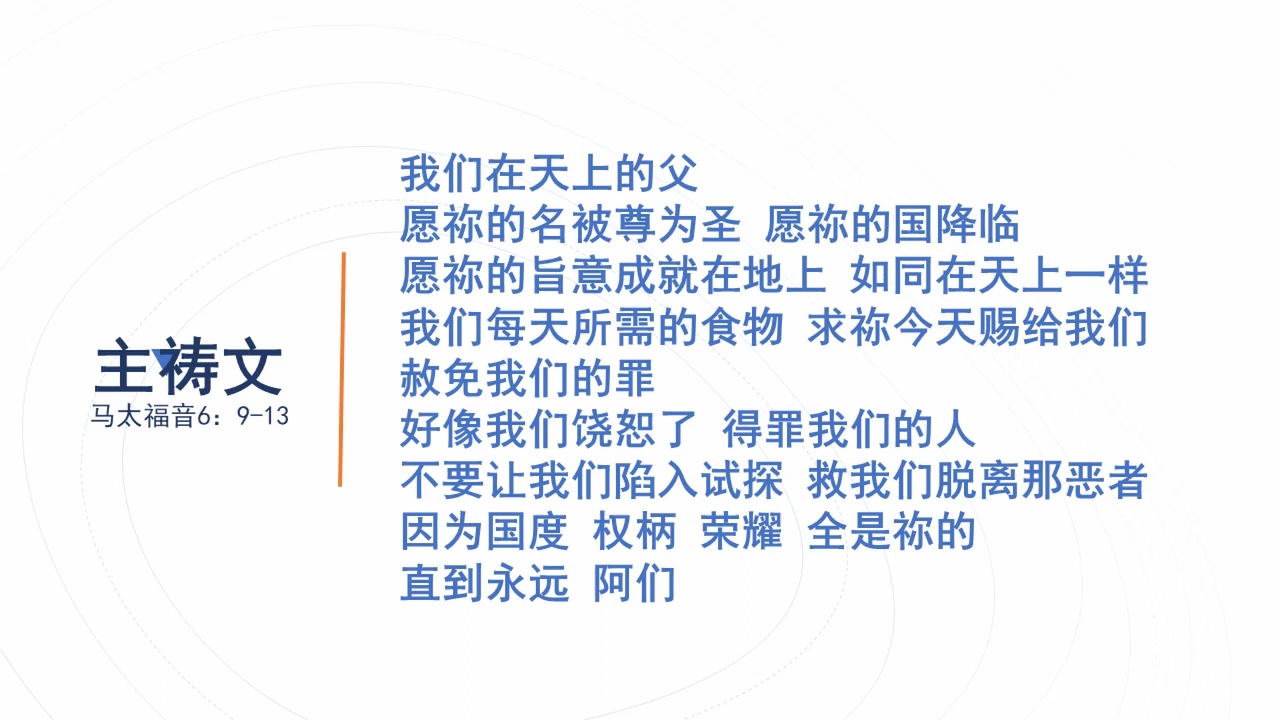 主祷文
马太福音6：9-13
我们在天上的父
愿祢的名被尊为圣 愿祢的国降临
愿祢的旨意成就在地上 如同在天上一样
我们每天所需的食物 求祢今天赐给我们
赦免我们的罪
好像我们饶恕了 得罪我们的人
不要让我们陷入试探 救我们脱离那恶者
因为国度 权柄 荣耀 全是祢的
直到永远 阿们